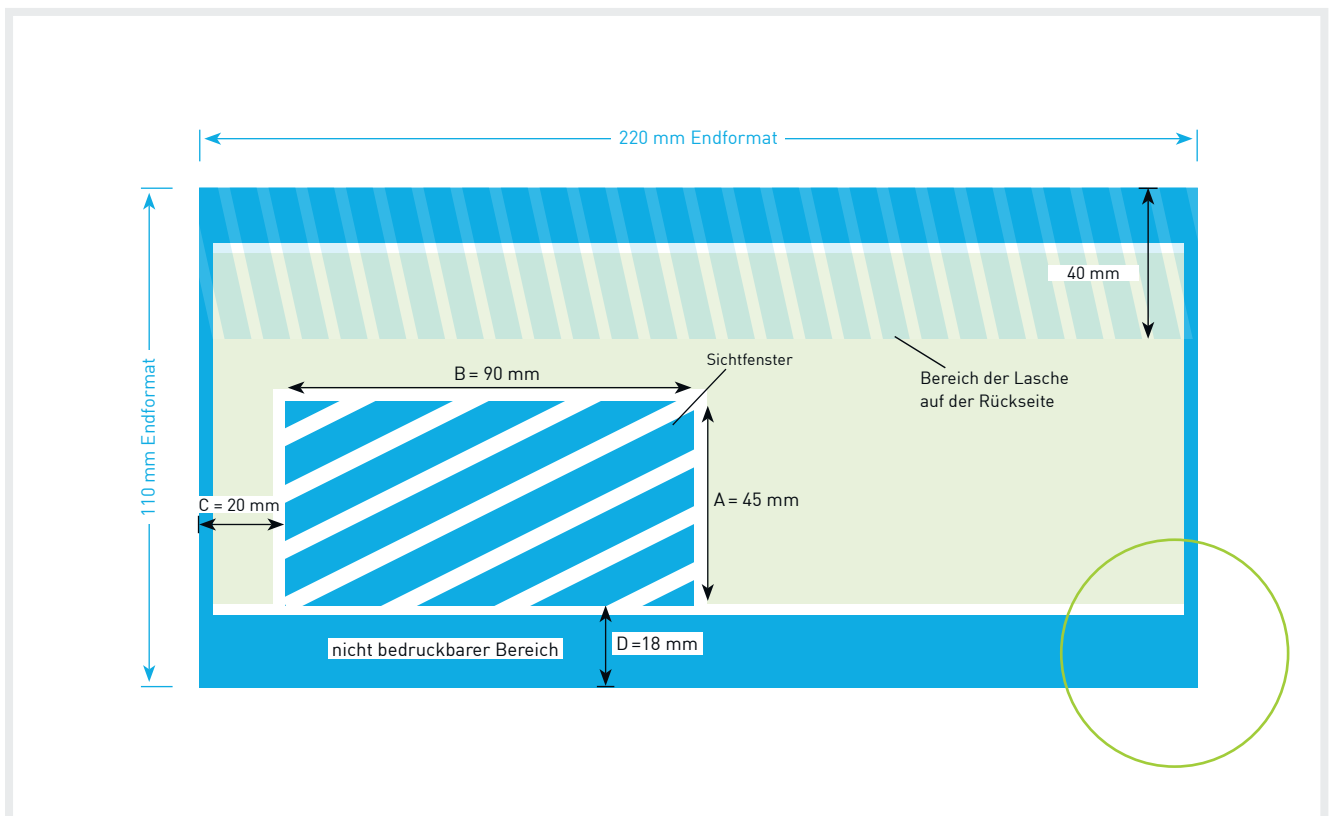 220 mm Endformat
110 mm Endformat
40 mm
Sichtfenster
B = 90 mm
Bereich der Lasche
auf der Rückseite
C = 20 mm
A = 45 mm
nicht bedruckbarer Bereich
D =18 mm